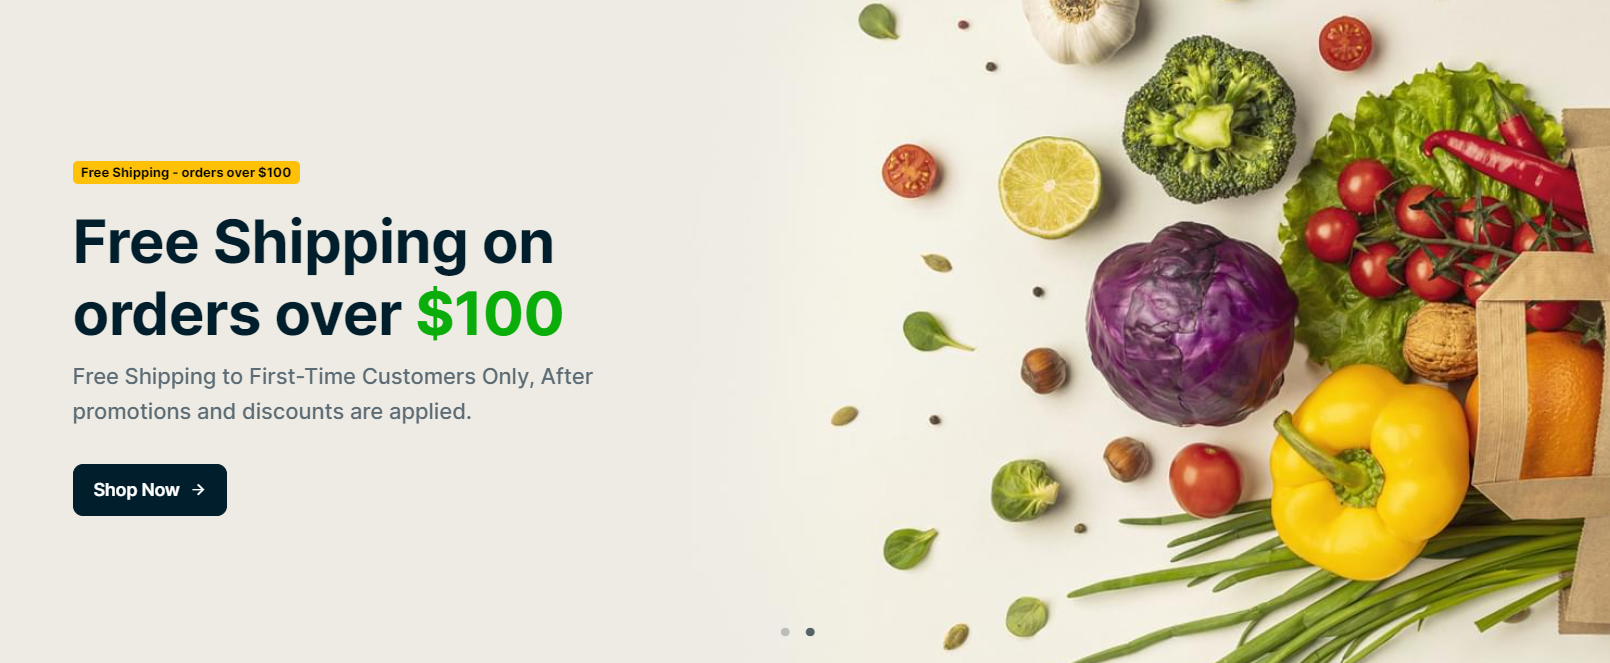 Free Shipping - orders over $100
Free Shipping on
orders over $100
Free Shipping to First-Time Customers Only, After
promotions and discounts are applied.
Shop Now →